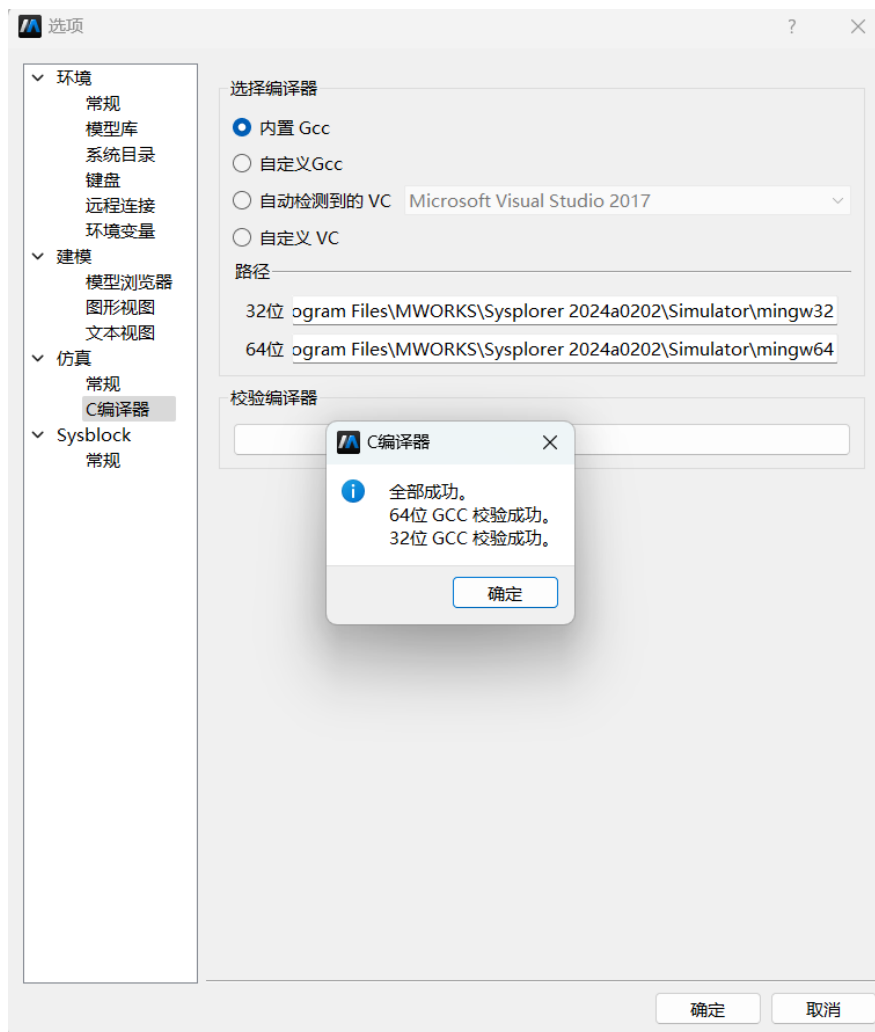 选项
环境
常规
模型库
系统目录
键盘
远程连接
环境变量
建模
模型浏览器
图形视图
文本视图
仿真
常规
C编译器
Sysblock
常规
选择编译器
内置 Gcc
自定义Gcc
自动检测到的 VC Microsoft Visual Studio 2017
自定义 VC
路径
32位 ogram Files\MWORKS\Sysplorer 2024a0202\Simulator\mingw32
64位 ogram Files\MWORKS\Sysplorer 2024a0202\Simulator\mingw64
校验编译器
C编译器
全部成功。
64位 GCC 校验成功。
32位 GCC 校验成功。
确定
确定 取消